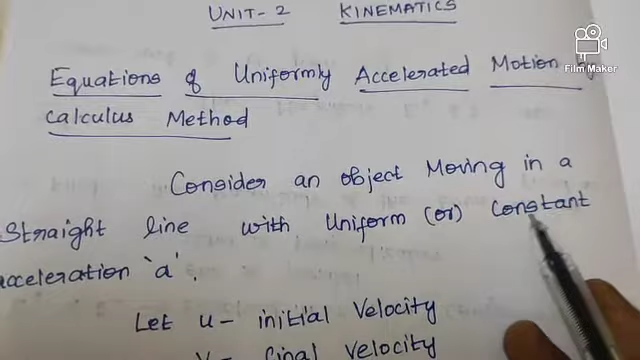 UNIT-2 KINEMATICS
Equations of Uniformly Accelerated Motion
Calculus Method
Consider an object Moving in a
Straight line with Uniform (or) Constant
acceleration 'a'.
Let u - initial Velocity
V - final Velocity
Film Maker